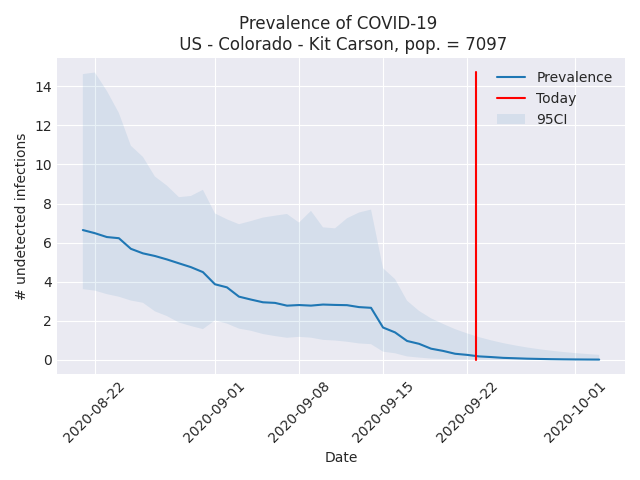 Prevalence of COVID-19
US - Colorado - Kit Carson, pop. = 7097
Prevalence
Today
95CI
# undetected infections
14
12
10
8
6
4
2
0
2020-08-22
2020-09-01
2020-09-08
2020-09-15
2020-09-22
2020-10-01
Date